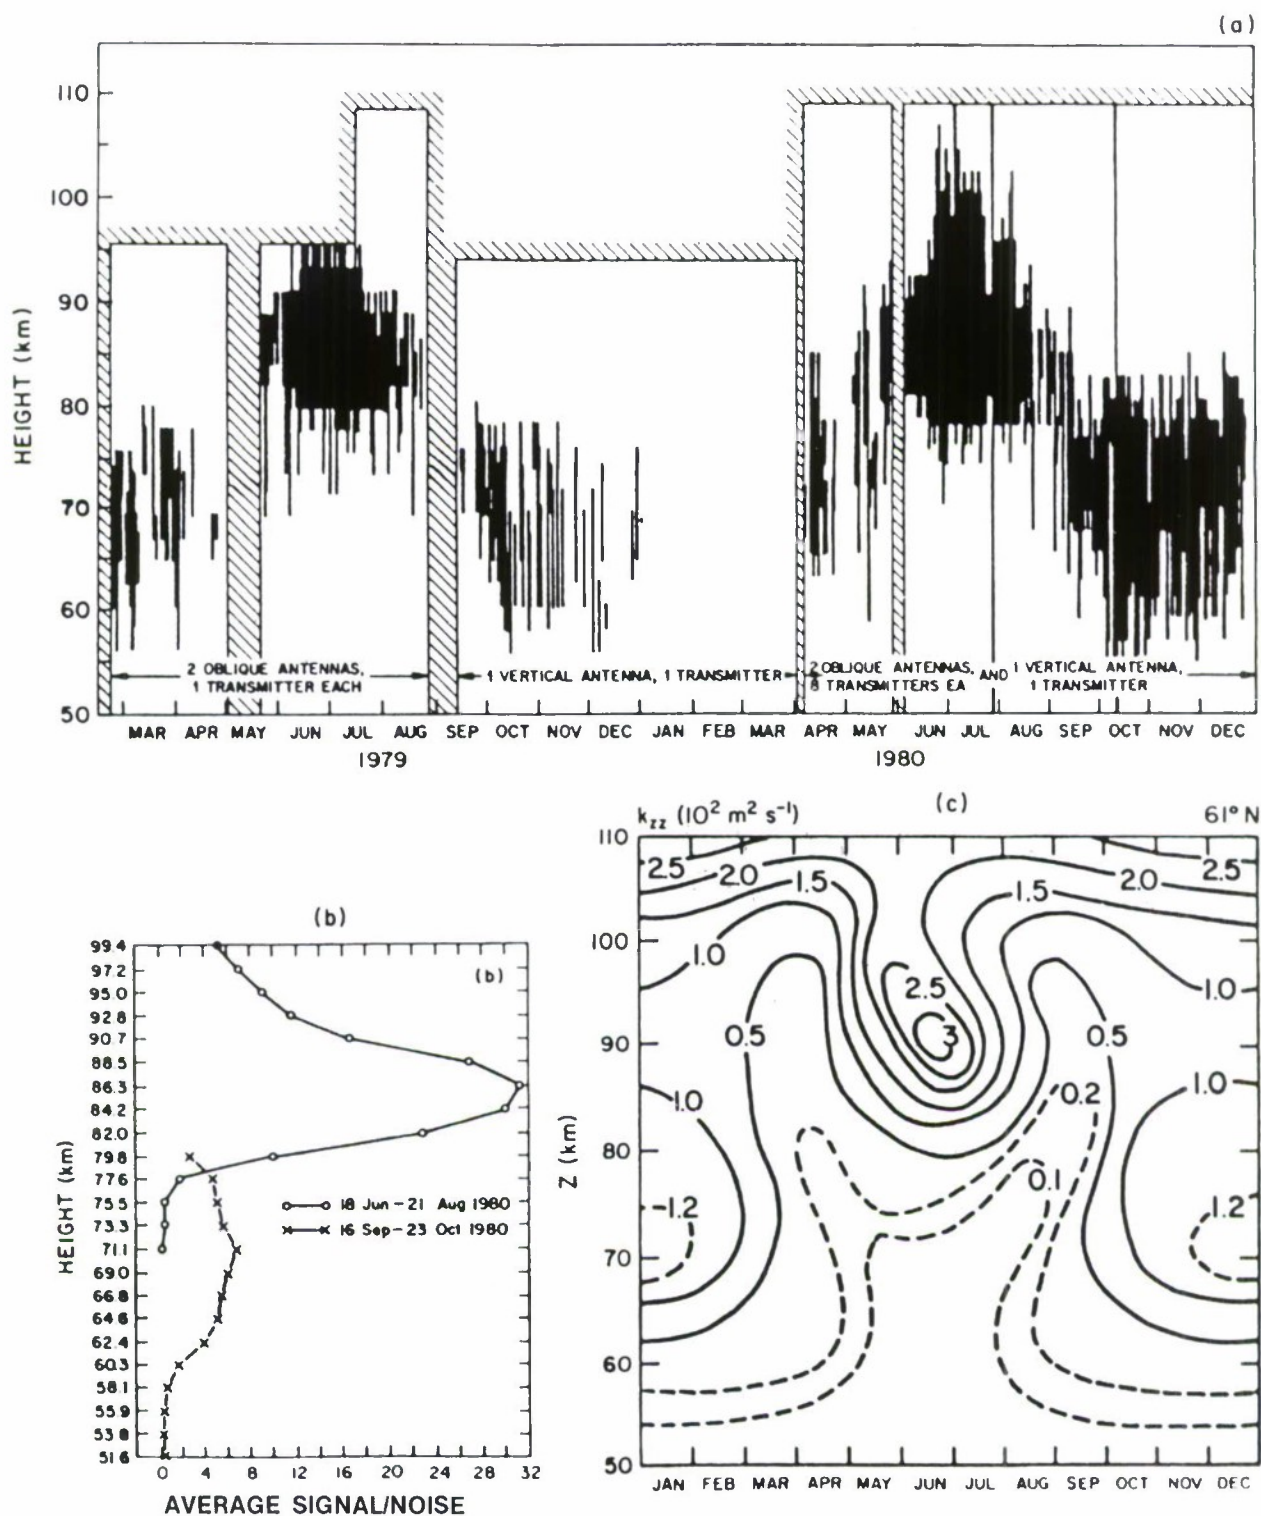 (a)
110
100
90
80
70
60
50
HEIGHT (km)
2 OBLIQUE ANTENNAS,
1 TRANSMITTER EACH
1 VERTICAL ANTENNA, 1 TRANSMITTER
2 OBLIQUE ANTENNAS,
8 TRANSMITTERS EA
AND
1 VERTICAL ANTENNA,
1 TRANSMITTER
MAR APR MAY JUN JUL AUG SEP OCT NOV DEC JAN FEB MAR APR MAY JUN JUL AUG SEP OCT NOV DEC
1979 1980
(b)
(b)
99.4
97.2
95.0
92.8
90.7
88.5
86.3
84.2
82.0
79.8
77.6
75.5
73.3
71.1
69.0
66.8
64.6
62.4
60.3
58.1
55.9
53.8
51.6
HEIGHT (km)
18 Jun-21 Aug 1980
16 Sep-23 Oct 1980
0 4 8 12 16 20 24 28 32
AVERAGE SIGNAL/NOISE
(c)
kzz (10² m² s⁻¹) 61° N
110
100
90
80
70
60
50
Z (km)
2.5 2.0 1.5 1.5 2.0 2.5
1.0 2.5 1.0
0.5 3 0.5
1.0 0.2 1.0
0.1
1.2 1.2
JAN FEB MAR APR MAY JUN JUL AUG SEP OCT NOV DEC